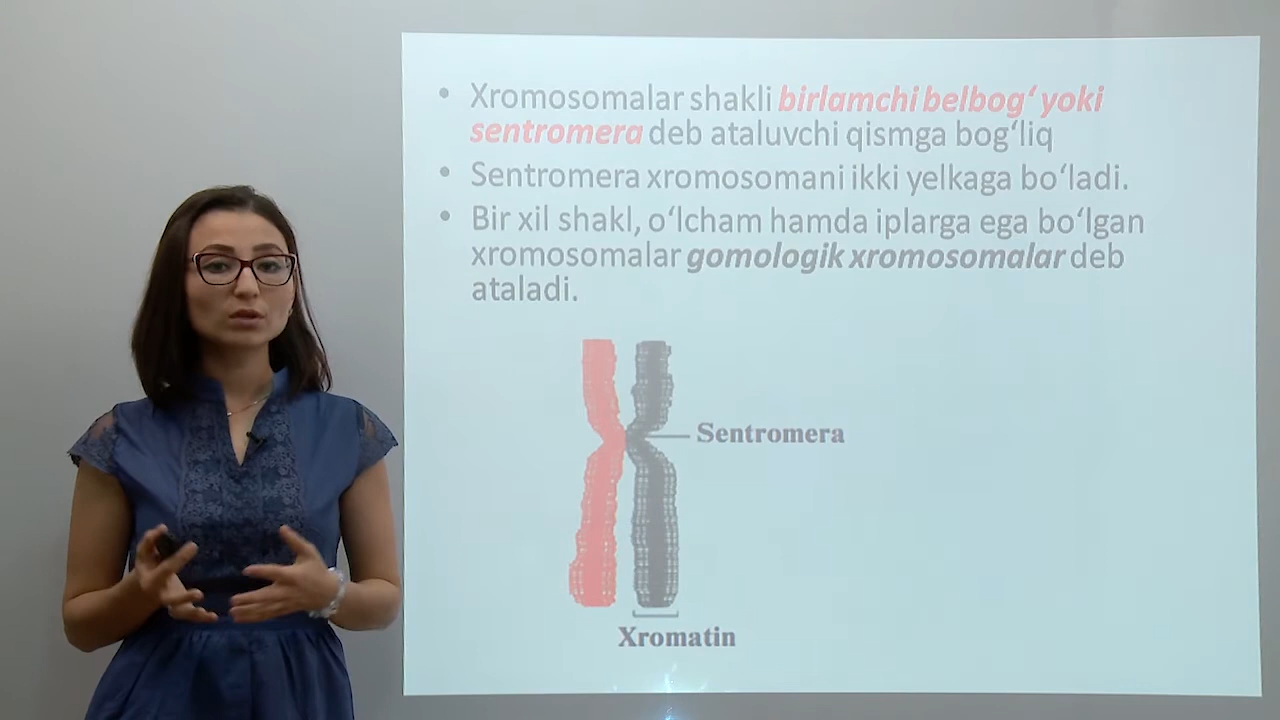 • Xromosomalar shakli birlamchi belbog‘ yoki
sentromera deb ataluvchi qismga bog‘liq
• Sentromera xromosomani ikki yelkaga bo‘ladi.
• Bir xil shakl, o‘lcham hamda iplarga ega bo‘lgan
xromosomalar gomologik xromosomalar deb
ataladi.
Sentromera
Xromatin